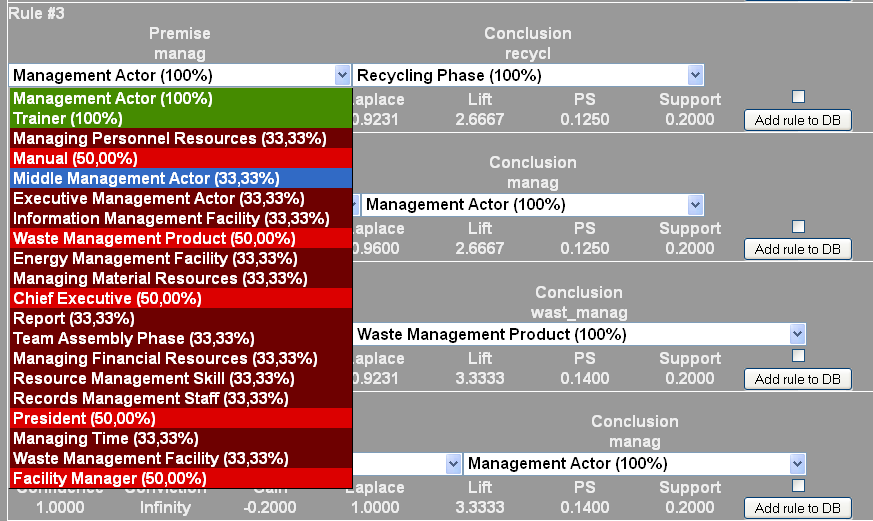 Rule #3
Premise Conclusion
manag recycl
Management Actor (100%) Recycling Phase (100%)
Management Actor (100%)
Trainer (100%)
Managing Personnel Resources (33,33%)
Manual (50,00%)
Middle Management Actor (33,33%)
Executive Management Actor (33,33%)
Information Management Facility (33,33%)
Waste Management Product (50,00%)
Energy Management Facility (33,33%)
Managing Material Resources (33,33%)
Chief Executive (50,00%)
Report (33,33%)
Team Assembly Phase (33,33%)
Managing Financial Resources (33,33%)
Resource Management Skill (33,33%)
Records Management Staff (33,33%)
President (50,00%)
Managing Time (33,33%)
Waste Management Facility (33,33%)
Facility Manager (50,00%)
Laplace Lift PS Support
0.9231 2.6667 0.1250 0.2000 Add rule to DB
Conclusion
manag
Management Actor (100%)
Laplace Lift PS Support
0.9600 2.6667 0.1250 0.2000 Add rule to DB
Conclusion
wast_manag
Waste Management Product (100%)
Laplace Lift PS Support
0.9231 3.3333 0.1400 0.2000 Add rule to DB
Conclusion
manag
Management Actor (100%)
Confidence Conviction Gain Laplace Lift PS Support
1.0000 Infinity -0.2000 1.0000 3.3333 0.1400 0.2000 Add rule to DB